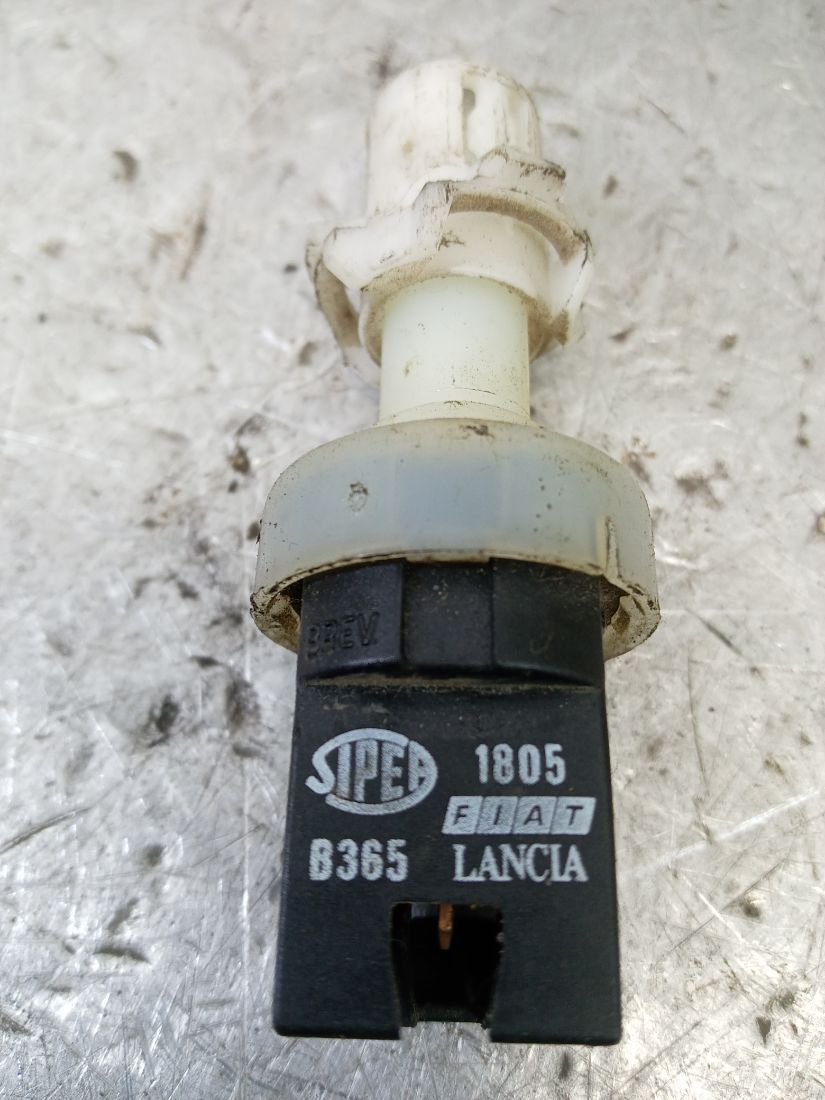 BREV.
SIPEA
1805
FIAT
B365
LANCIA